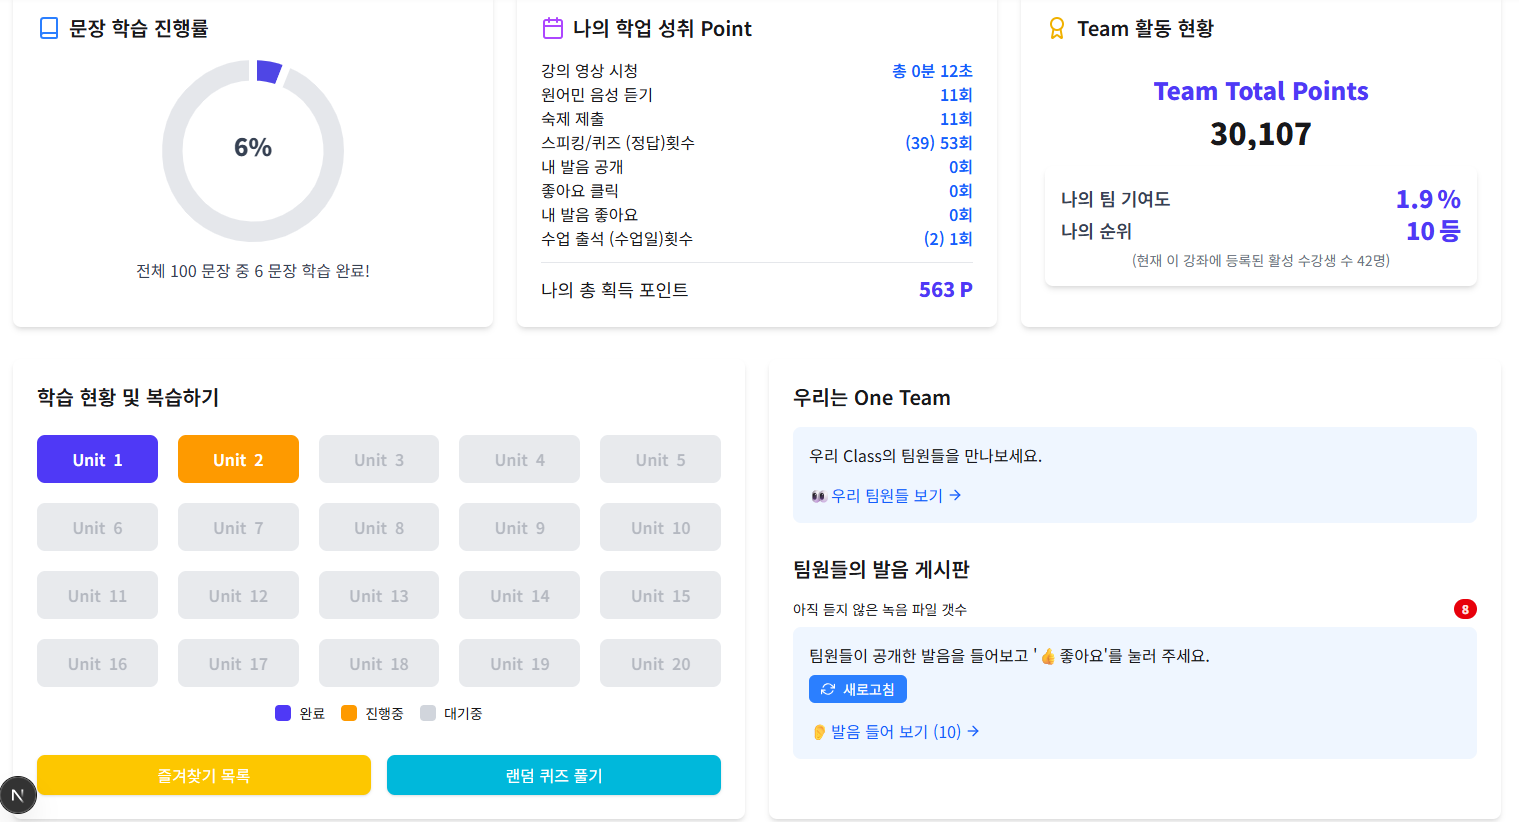 문장 학습 진행률
6%
전체 100 문장 중 6 문장 학습 완료!
나의 학업 성취 Point
강의 영상 시청 총 0분 12초
원어민 음성 듣기 11회
숙제 제출 11회
스피킹/퀴즈 (정답)횟수 (39) 53회
내 발음 공개 0회
좋아요 클릭 0회
내 발음 좋아요 0회
수업 출석 (수업일)횟수 (2) 1회
나의 총 획득 포인트 563 P
Team 활동 현황
Team Total Points
30,107
나의 팀 기여도 1.9 %
나의 순위 10 등
(현재 이 강좌에 등록된 활성 수강생 수 42명)
학습 현황 및 복습하기
Unit 1 Unit 2 Unit 3 Unit 4 Unit 5
Unit 6 Unit 7 Unit 8 Unit 9 Unit 10
Unit 11 Unit 12 Unit 13 Unit 14 Unit 15
Unit 16 Unit 17 Unit 18 Unit 19 Unit 20
완료 진행중 대기중
즐겨찾기 목록 랜덤 퀴즈 풀기
N
우리는 One Team
우리 Class의 팀원들을 만나보세요.
👀 우리 팀원들 보기 →
팀원들의 발음 게시판
아직 듣지 않은 녹음 파일 갯수 8
팀원들이 공개한 발음을 들어보고 '👍 좋아요'를 눌러 주세요.
새로고침
👂 발음 들어 보기 (10) →